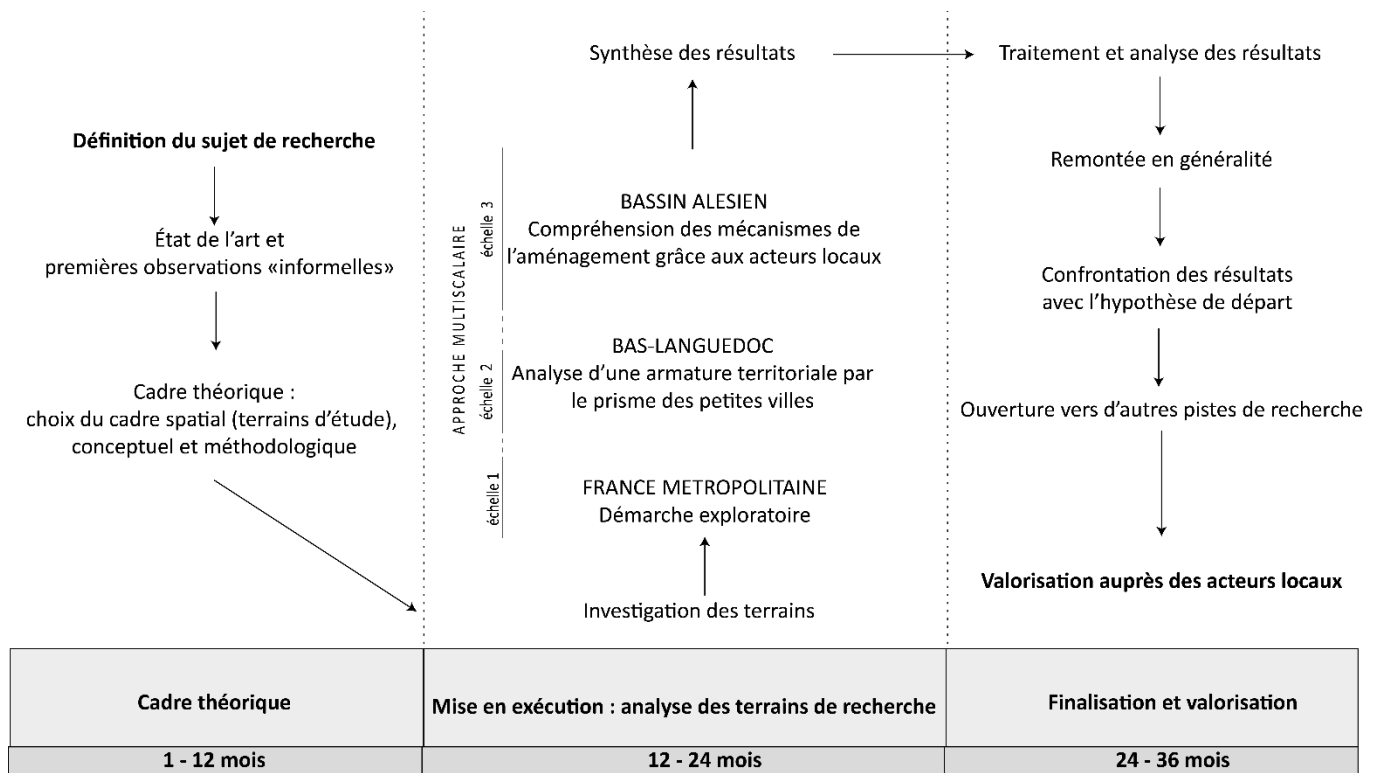 Définition du sujet de recherche
État de l’art et
premières observations «informelles»
Cadre théorique :
choix du cadre spatial (terrains d’étude),
conceptuel et méthodologique
Synthèse des résultats
APPROCHE MULTISCALAIRE
échelle 3
BASSIN ALESIEN
Compréhension des mécanismes de
l’aménagement grâce aux acteurs locaux
échelle 2
BAS-LANGUEDOC
Analyse d’une armature territoriale par
le prisme des petites villes
échelle 1
FRANCE METROPOLITAINE
Démarche exploratoire
Investigation des terrains
Traitement et analyse des résultats
Remontée en généralité
Confrontation des résultats
avec l’hypothèse de départ
Ouverture vers d’autres pistes de recherche
Valorisation auprès des acteurs locaux
Cadre théorique
Mise en exécution : analyse des terrains de recherche
Finalisation et valorisation
1 - 12 mois
12 - 24 mois
24 - 36 mois